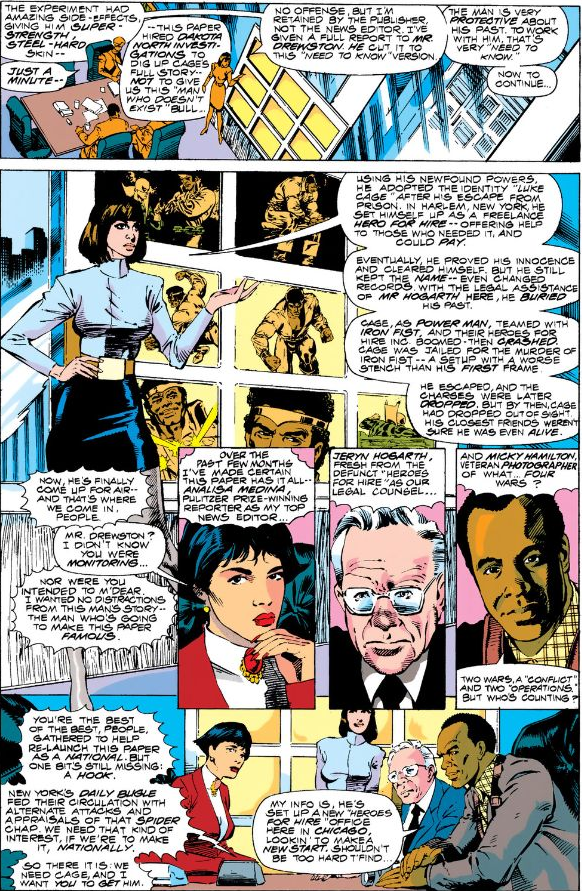 THE EXPERIMENT HAD
AMAZING SIDE-EFFECTS,
GIVING HIM SUPER-
STRENGTH,
STEEL-HARD
SKIN--
JUST A
MINUTE--
--THIS PAPER
HIRED DAKOTA
NORTH INVESTI-
GATIONS TO
DIG UP CAGE'S
FULL STORY--
NOT TO GIVE
US THIS "MAN
WHO DOESN'T
EXIST" BULL...
NO OFFENSE, BUT I'M
RETAINED BY THE PUBLISHER,
NOT THE NEWS EDITOR. I'VE
GIVEN A FULL REPORT TO MR.
DREWSTON. HE CUT IT TO
THIS "NEED TO KNOW" VERSION.
THE MAN IS VERY
PROTECTIVE ABOUT
HIS PAST. TO WORK
WITH HIM, THAT'S
VERY "NEED TO
KNOW."
NOW TO
CONTINUE...
USING HIS NEWFOUND POWERS,
HE ADOPTED THE IDENTITY "LUKE
CAGE" AFTER HIS ESCAPE FROM
PRISON. IN HARLEM, NEW YORK, HE
SET HIMSELF UP AS A FREELANCE
HERO FOR HIRE -- OFFERING HELP
TO THOSE WHO NEEDED IT, AND
COULD PAY.
EVENTUALLY, HE PROVED HIS INNOCENCE
AND CLEARED HIMSELF. BUT HE STILL
KEPT THE NAME-- EVEN CHANGED
RECORDS. WITH THE LEGAL ASSISTANCE
OF MR HOGARTH HERE, HE BURIED
HIS PAST.
CAGE, AS POWER MAN, TEAMED WITH
IRON FIST, AND THEIR HEROES FOR
HIRE INC. BOOMED-THEN CRASHED.
CAGE WAS JAILED FOR THE MURDER OF
IRON FIST -- A SETUP WITH A WORSE
STENCH THAN HIS FIRST FRAME.
HE ESCAPED, AND THE
CHARGES WERE LATER
DROPPED. BUT BY THEN, CAGE
HAD DROPPED OUT OF SIGHT.
HIS CLOSEST FRIENDS WEREN'T
SURE HE WAS EVEN ALIVE.
NOW, HE'S FINALLY
COME UP FOR AIR--
AND THAT'S WHERE
WE COME IN,
PEOPLE.
MR. DREWSTON?
I DIDN'T KNOW
YOU WERE
MONITORING...
NOR WERE YOU
INTENDED TO M'DEAR.
I WANTED NO DISTRACTIONS
FROM THIS MAN'S STORY--
THE MAN WHO'S GOING
TO MAKE THIS PAPER
FAMOUS.
OVER THE
PAST FEW MONTHS
I'VE MADE CERTAIN
THIS PAPER HAS IT ALL--
ANALISA MEDINA,
PULITZER PRIZE-WINNING
REPORTER AS MY TOP
NEWS EDITOR...
JERYN HOGARTH,
FRESH FROM THE
DEFUNCT "HEROES
FOR HIRE" AS OUR
LEGAL COUNSEL...
AND MICKY HAMILTON,
VETERAN PHOTOGRAPHER
OF WHAT... FOUR
WARS?
TWO WARS, A "CONFLICT"
AND TWO "OPERATIONS."
BUT WHO'S COUNTING?
YOU'RE THE BEST
OF THE BEST, PEOPLE,
GATHERED TO HELP
RE-LAUNCH THIS PAPER
AS A NATIONAL. BUT
ONE BIT'S STILL MISSING:
A HOOK.
NEW YORK'S DAILY BUGLE
FED THEIR CIRCULATION WITH
ALTERNATE ATTACKS AND
APPRAISALS OF THAT SPIDER
CHAP. WE NEED THAT KIND OF
INTEREST, IF WE'RE TO MAKE
IT, NATIONALLY.
SO THERE IT IS: WE
NEED CAGE, AND I
WANT YOU TO GET HIM.
MY INFO IS, HE'S
SET UP A NEW "HEROES
FOR HIRE" OFFICE
HERE IN CHICAGO,
LOOKIN' TO MAKE A
NEW START. SHOULDN'T
BE TOO HARD T'FIND...